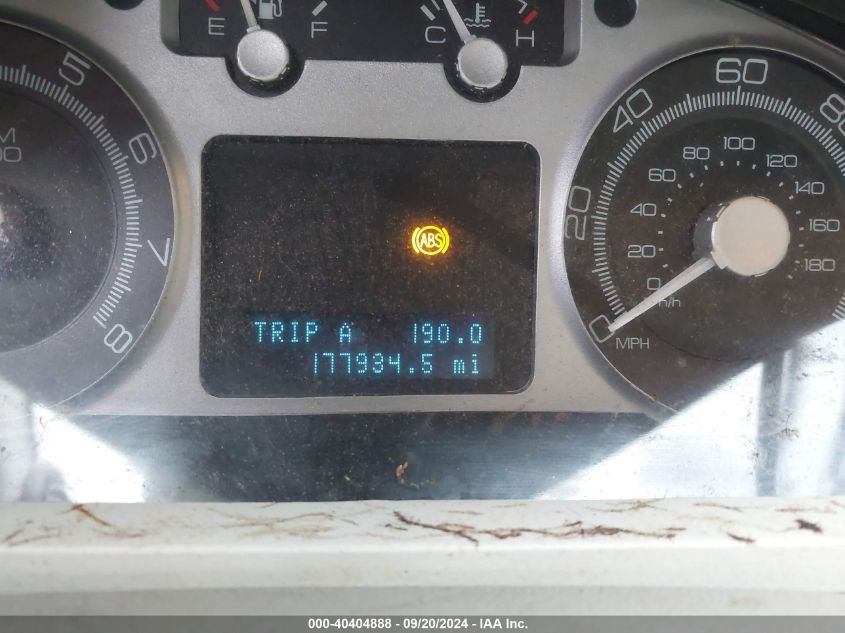 E F
C H
5
6
7
8
M
00
ABS
TRIP A 190.0
177934.5 mi
0 20 40 60 80
0 20 40 60 80 100 120 140 160 180
km/h
MPH
000-40404888 - 09/20/2024 - IAA Inc.